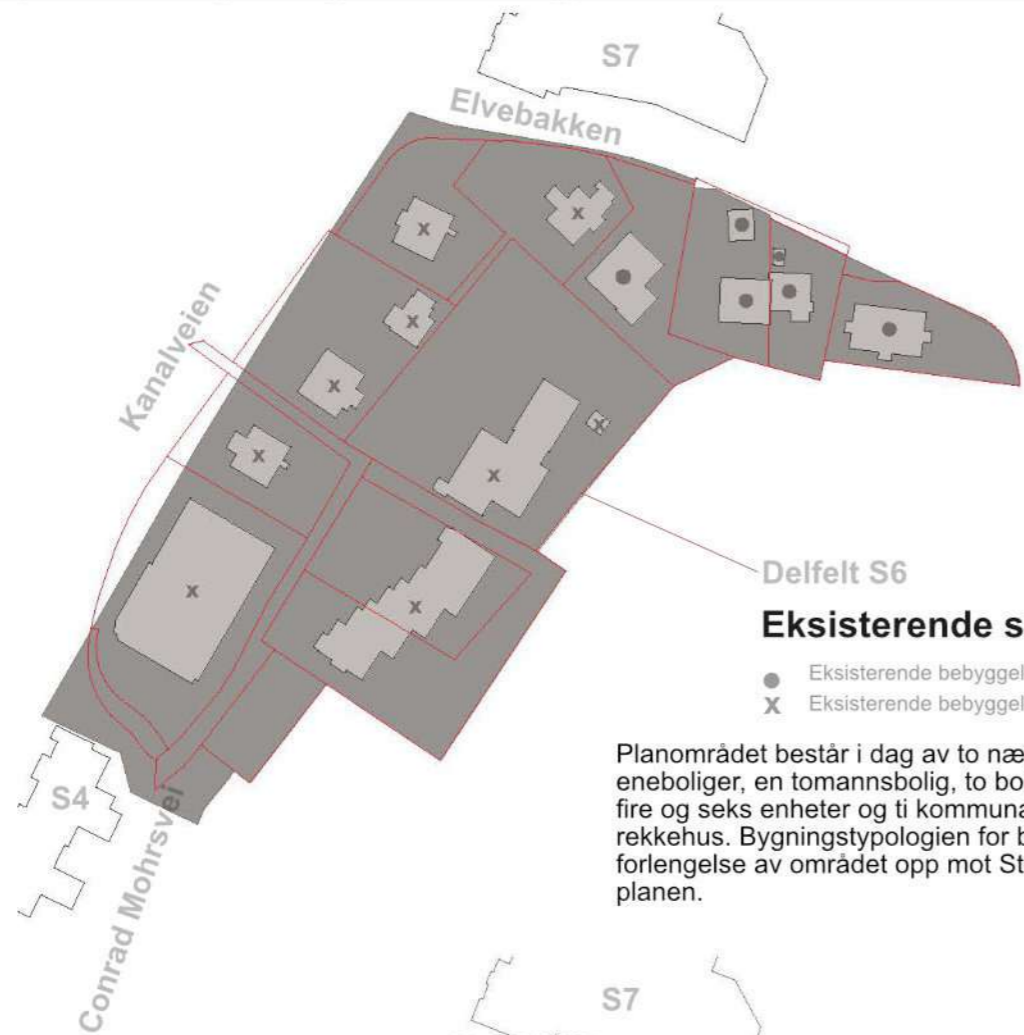 S7
Elvebakken
Kanalveien
Delfelt S6
Eksisterende s
Eksisterende bebyggel
x Eksisterende bebyggel
Planområdet består i dag av to næ
eneboliger, en tomannsbolig, to bo
fire og seks enheter og ti kommuna
rekkehus. Bygningstypologien for b
forlengelse av området opp mot St
planen.
S4
Conrad Mohrsvei
S7